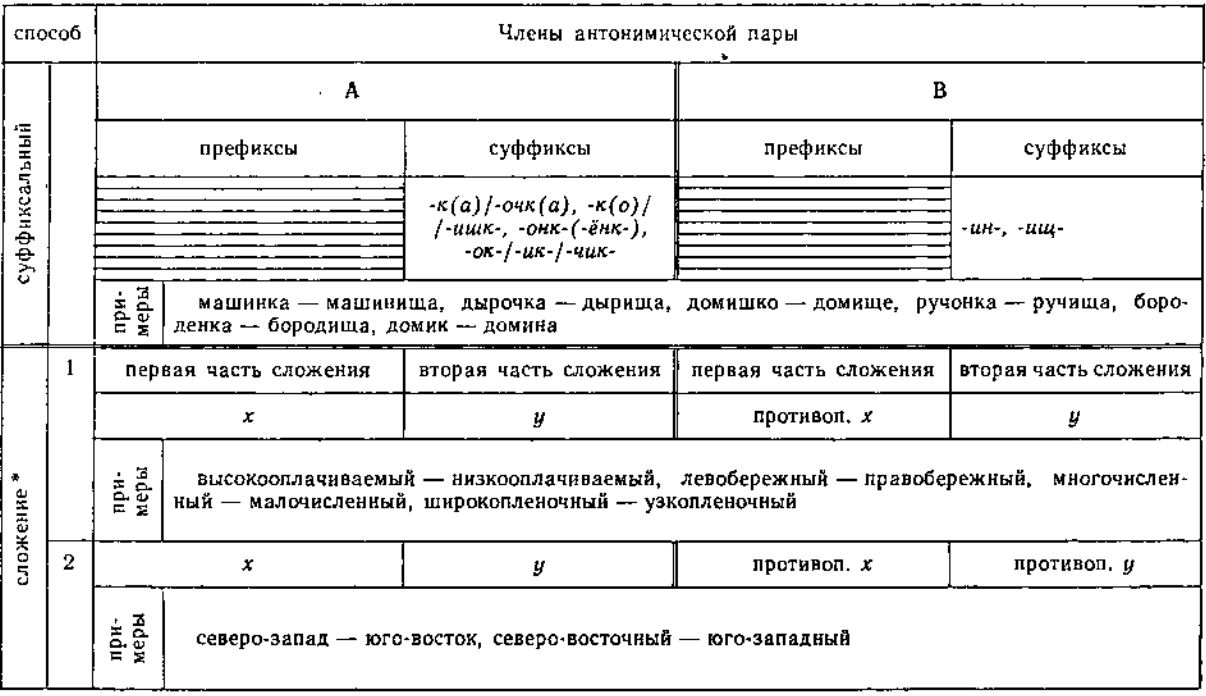 способ
Члены антонимической пары
суффиксальный
А
В
префиксы
суффиксы
префиксы
суффиксы
-к(а)/-очк(а), -к(о)/
/-ишк-, -онк-(-ёнк-),
-ок-/-ик-/-чик-
-ин-, -ищ-
при-
меры
машинка — машинища, дырочка — дырища, домишко — домище, ручонка — ручища, боро-
денка — бородища, домик — домина
сложение *
1
первая часть сложения
вторая часть сложения
первая часть сложения
вторая часть сложения
x
y
противоп. x
y
при-
меры
высокооплачиваемый — низкооплачиваемый, левобережный — правобережный, многочислен-
ный — малочисленный, широкопленочный — узкопленочный
2
x
y
противоп. x
противоп. y
при-
меры
северо-запад — юго-восток, северо-восточный — юго-западный